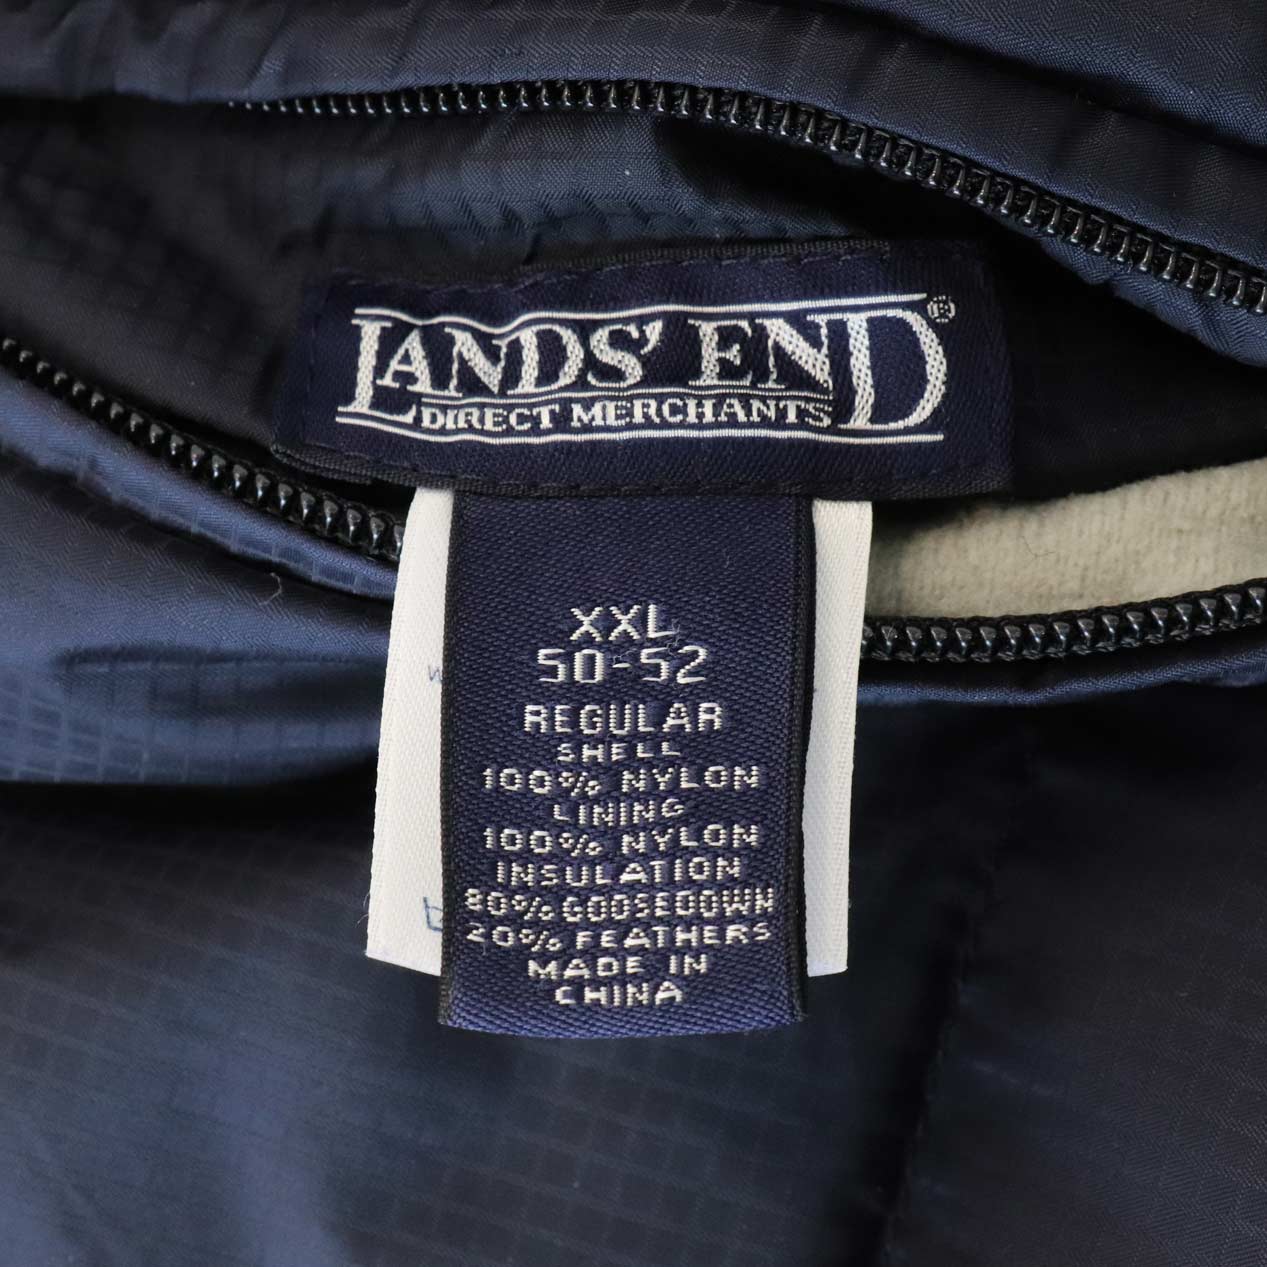 LANDS' END®
DIRECT MERCHANTS
XXL
50-52
REGULAR
SHELL
100% NYLON
LINING
100% NYLON
INSULATION
80% GOOSEDOWN
20% FEATHERS
MADE IN
CHINA